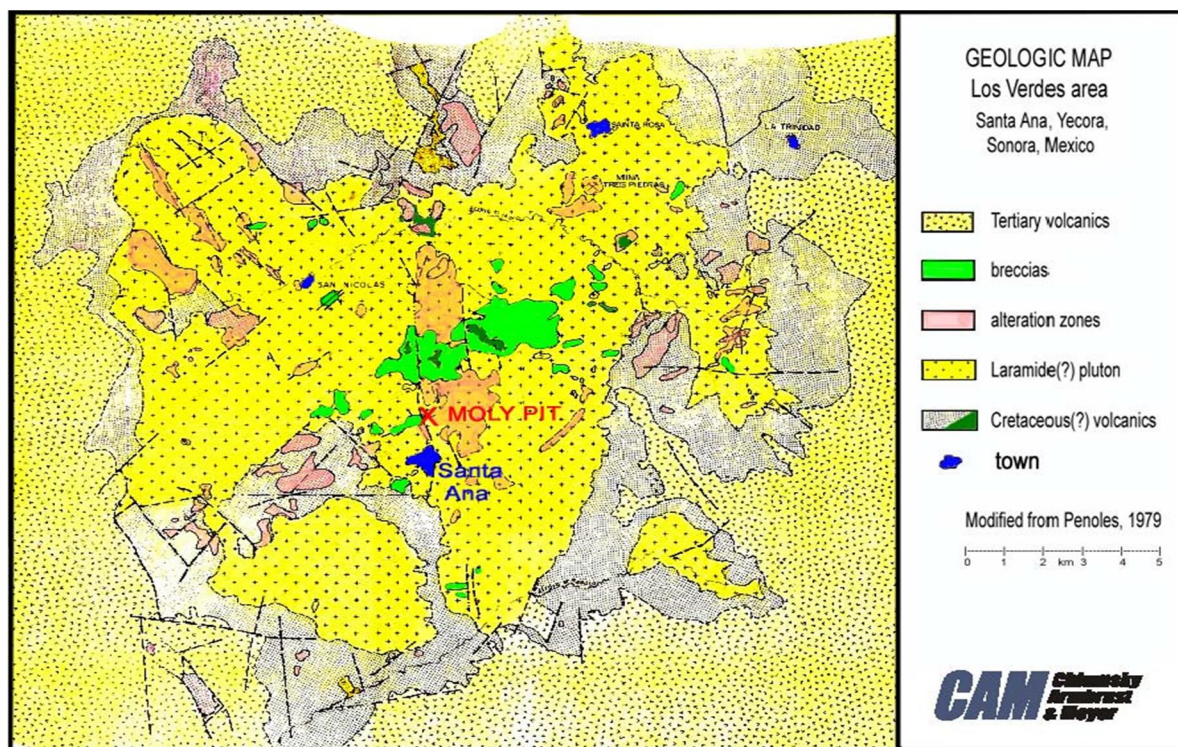 SANTA ROSA
LA TRINIDAD
MINA
TRES PIEDRAS
SAN NICOLAS
X MOLY PIT
Santa
Ana
GEOLOGIC MAP
Los Verdes area
Santa Ana, Yecora,
Sonora, Mexico
Tertiary volcanics
breccias
alteration zones
Laramide(?) pluton
Cretaceous(?) volcanics
town
Modified from Penoles, 1979
0 1 2 km 3 4 5
CAM
& Meyer